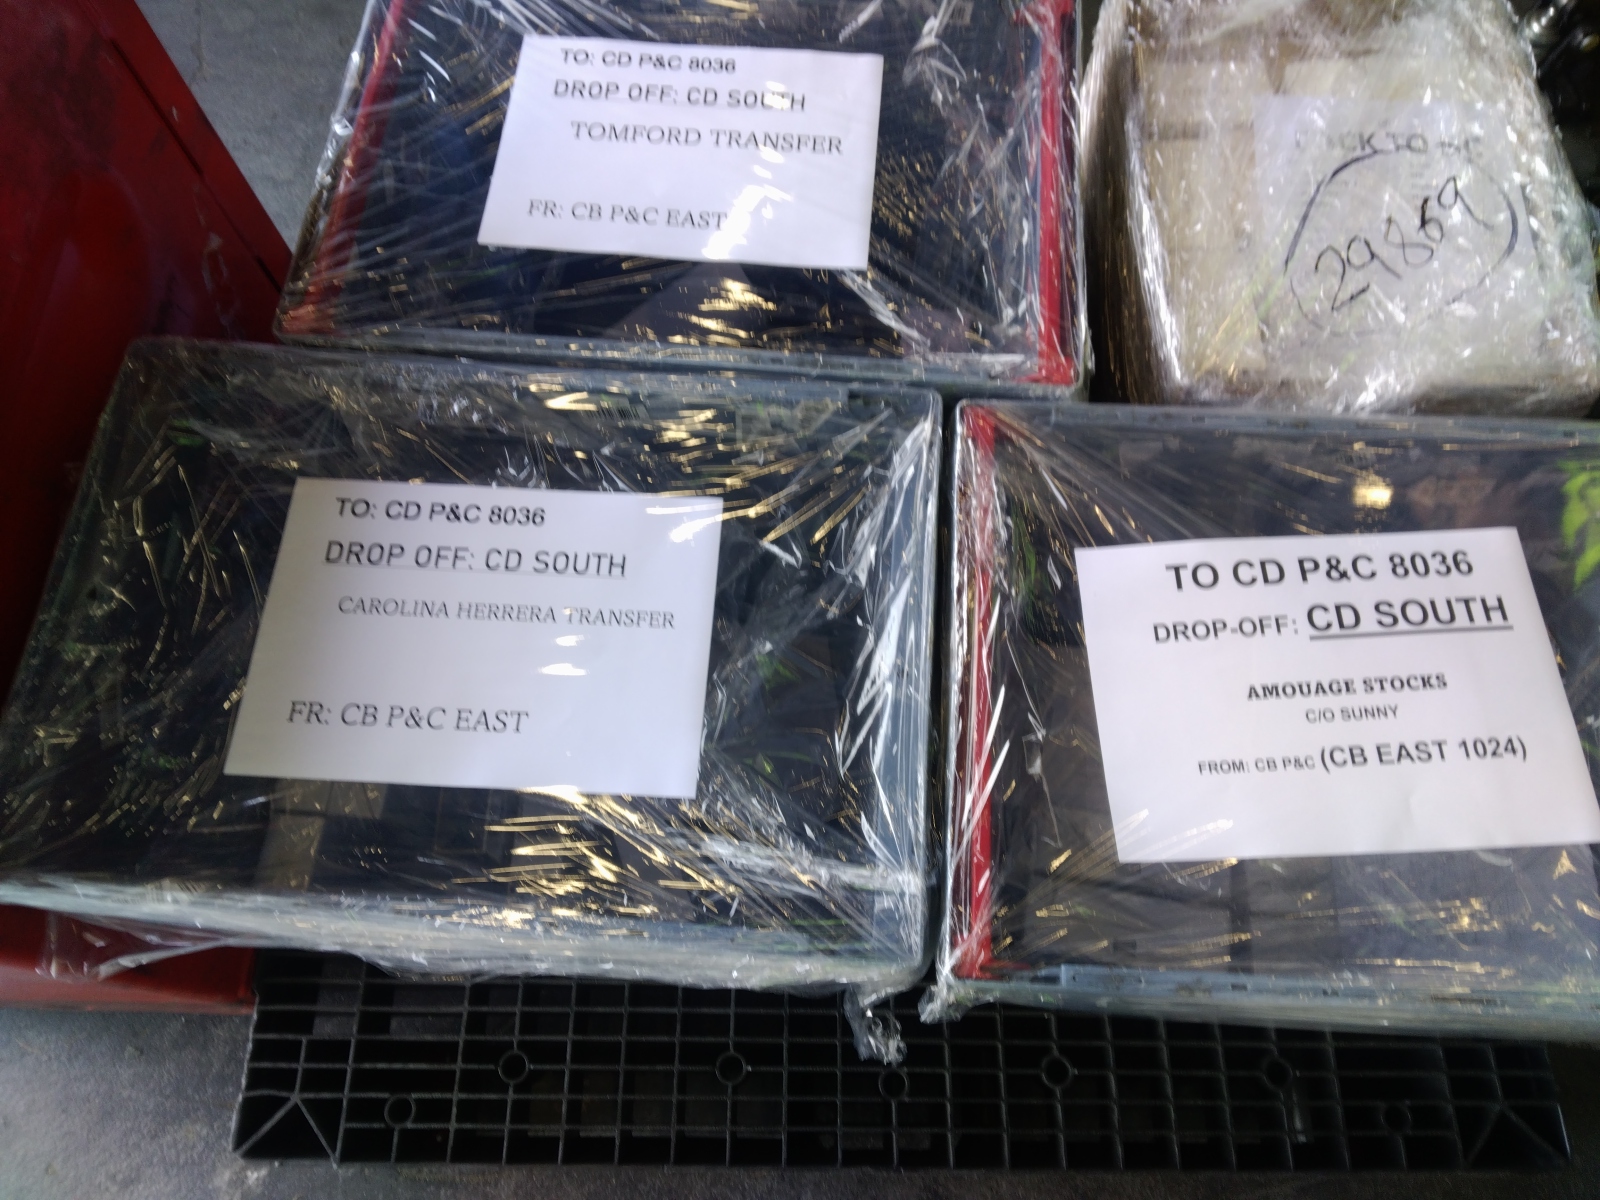 TO: CD P&C 8036
DROP OFF: CD SOUTH
TOMFORD TRANSFER
FR: CB P&C EAST
29869
TO: CD P&C 8036
DROP OFF: CD SOUTH
CAROLINA HERRERA TRANSFER
FR: CB P&C EAST
TO CD P&C 8036
DROP-OFF: CD SOUTH
AMOUAGE STOCKS
C/O SUNNY
FROM: CB P&C (CB EAST 1024)